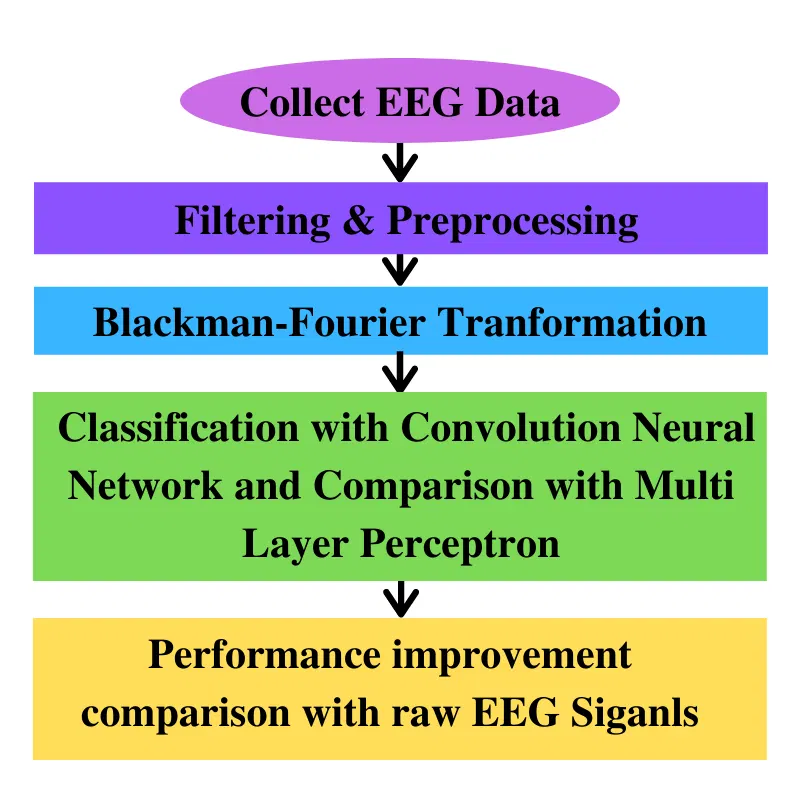 Collect EEG Data
Filtering & Preprocessing
Blackman-Fourier Tranformation
Classification with Convolution Neural
Network and Comparison with Multi
Layer Perceptron
Performance improvement
comparison with raw EEG Siganls